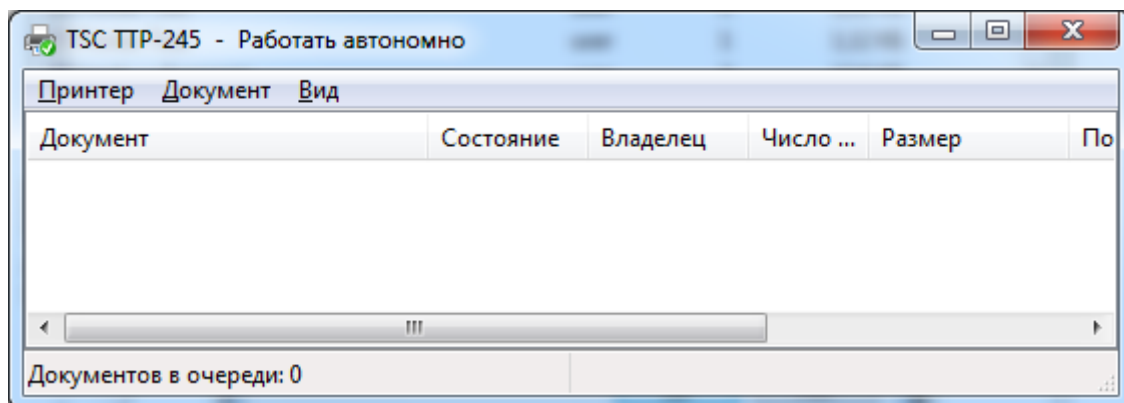 TSC TTP-245 - Работать автономно
Принтер Документ Вид
Документ Состояние Владелец Число ... Размер По
Документов в очереди: 0